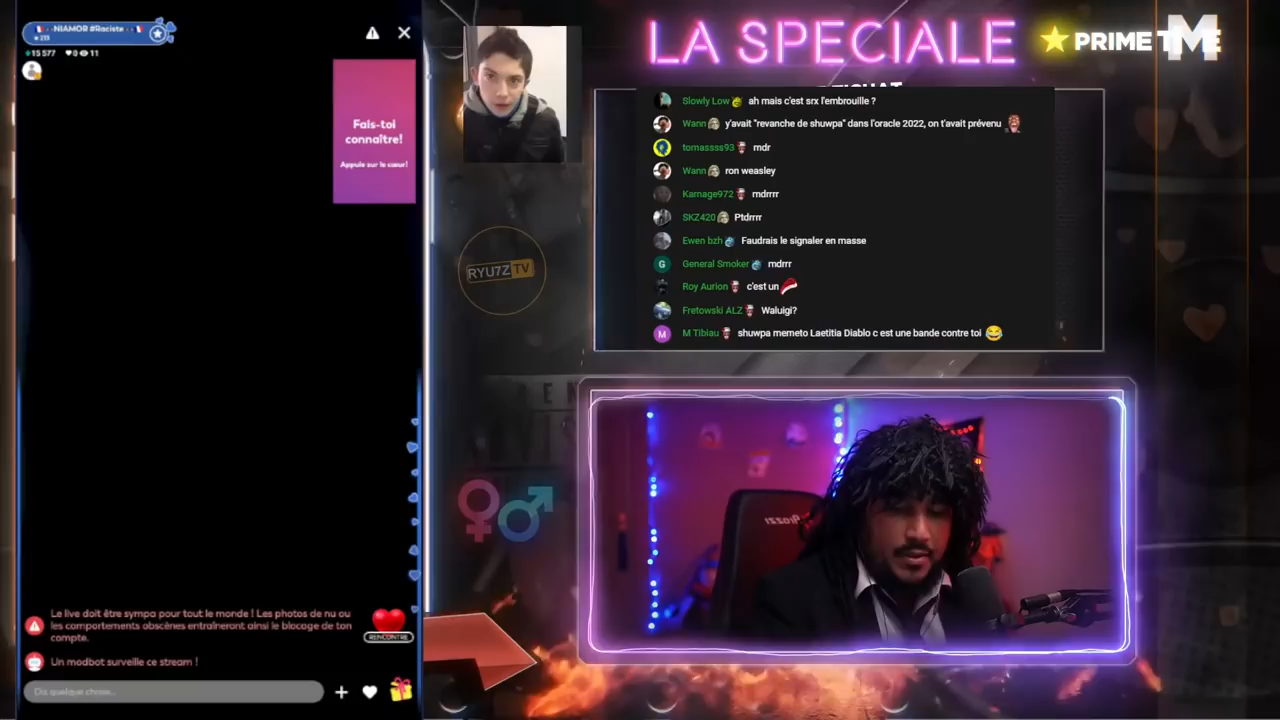 -NIAMOR #Raciste
219
15 577 0 11
Fais-toi
connaître!
Appuie sur le cœur!
Le live doit être sympa pour tout le monde ! Les photos de nu ou
les comportements obscènes entraîneront ainsi le blocage de ton
compte.
RENCONTRE
Un modbot surveille ce stream !
Dis quelque chose...
RYU7Z TV
LA SPECIALE
PRIME TIME
Slowly Low ah mais c'est srx l'embrouille ?
Wann y'avait "revanche de shuwpa" dans l'oracle 2022, on t'avait prévenu
tomassss93 mdr
Wann ron weasley
Karnage972 mdrrrr
SKZ420 Ptdrrrr
Ewen bzh Faudrais le signaler en masse
G General Smoker mdrrr
Roy Aurion c'est un
Fretowski ALZ Waluigi?
M M Tibiau shuwpa memeto Laetitia Diablo c est une bande contre toi